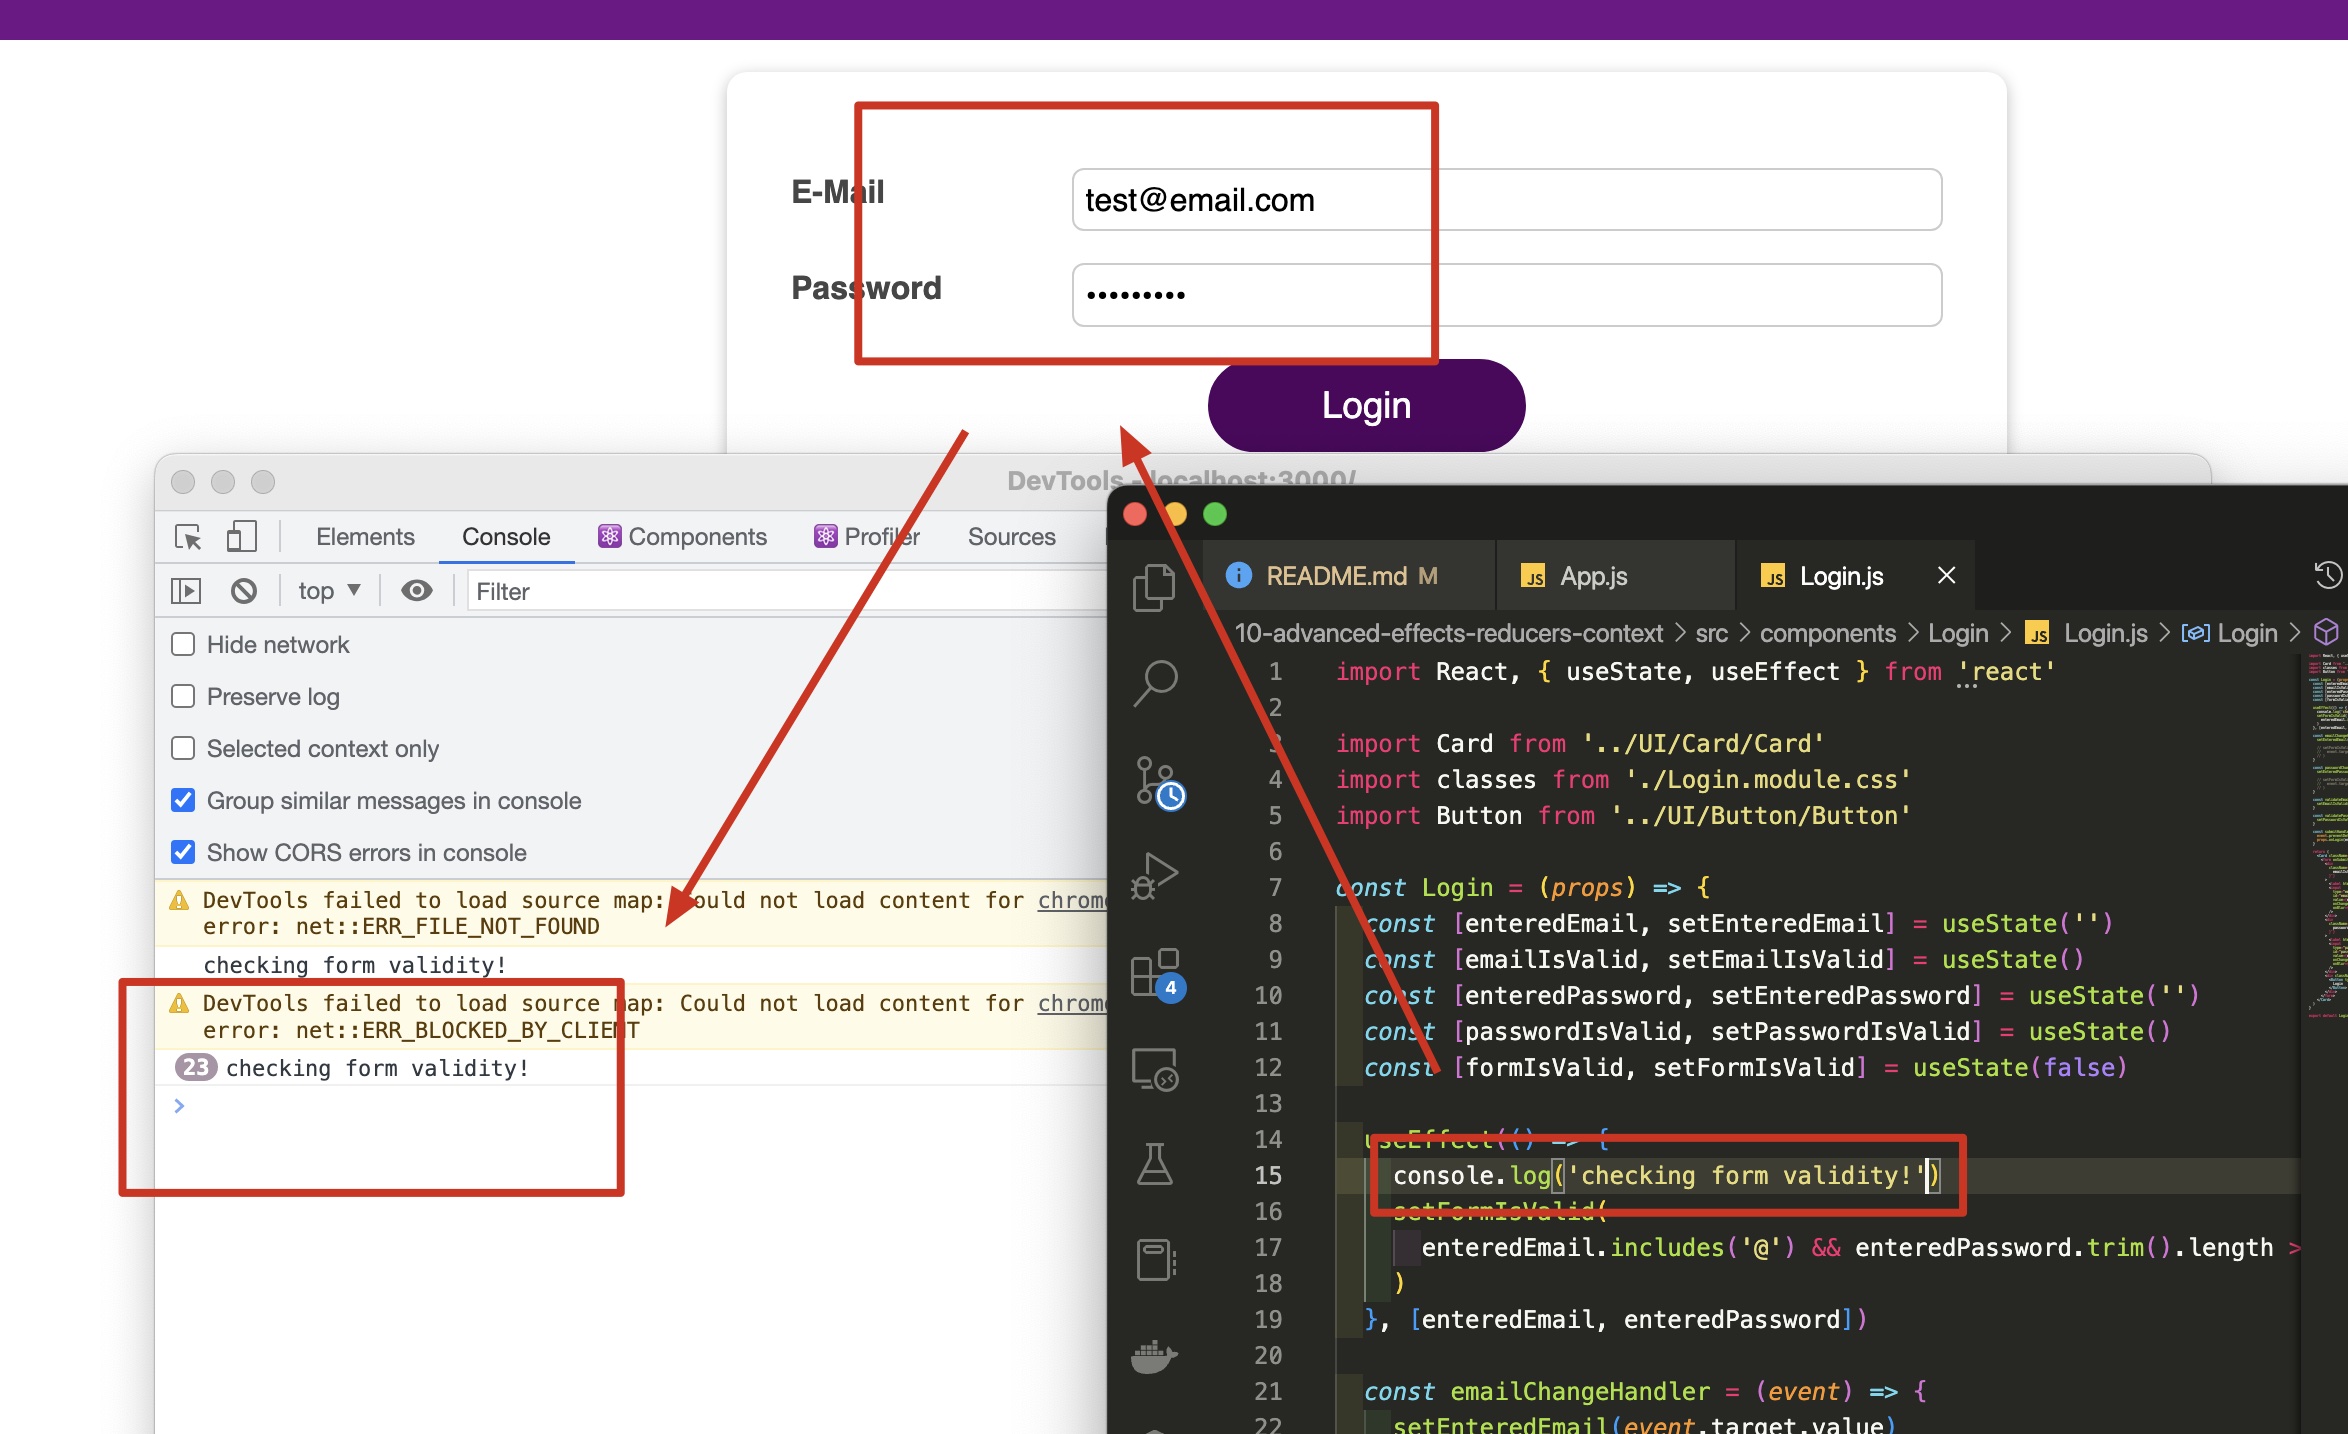 E-Mail
test@email.com
Password
•••••••••
Login
DevTools - localhost:3000/
Elements
Console
Components
Profiler
Sources
top
Filter
Hide network
Preserve log
Selected context only
Group similar messages in console
Show CORS errors in console
DevTools failed to load source map: Could not load content for chrome
error: net::ERR_FILE_NOT_FOUND
checking form validity!
DevTools failed to load source map: Could not load content for chrome
error: net::ERR_BLOCKED_BY_CLIENT
23 checking form validity!
>
README.md M
JS App.js
JS Login.js
10-advanced-effects-reducers-context > src > components > Login > JS Login.js > Login >
4
1 import React, { useState, useEffect } from 'react'
2
3 import Card from '../UI/Card/Card'
4 import classes from './Login.module.css'
5 import Button from '../UI/Button/Button'
6
7 const Login = (props) => {
8 const [enteredEmail, setEnteredEmail] = useState('')
9 const [emailIsValid, setEmailIsValid] = useState()
10 const [enteredPassword, setEnteredPassword] = useState('')
11 const [passwordIsValid, setPasswordIsValid] = useState()
12 const [formIsValid, setFormIsValid] = useState(false)
13
14 useEffect(() => {
15 console.log('checking form validity!')
16 setFormIsValid(
17 enteredEmail.includes('@') && enteredPassword.trim().length >
18 )
19 }, [enteredEmail, enteredPassword])
20
21 const emailChangeHandler = (event) => {
22 setEnteredEmail(event.target.value)